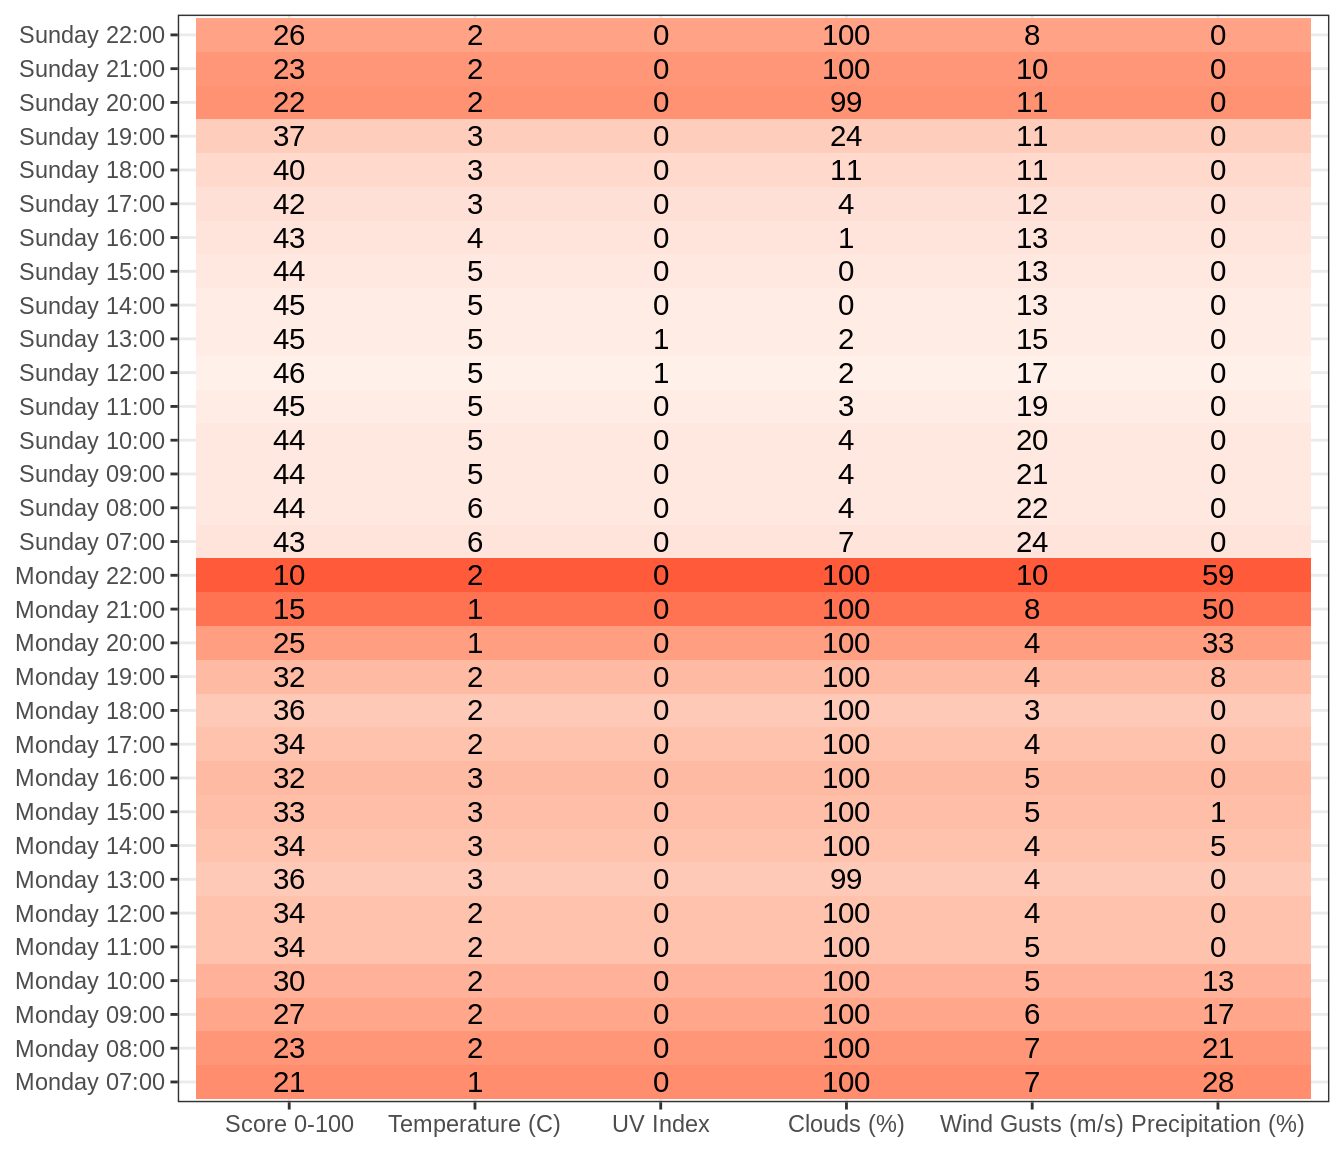 Sunday 22:00 26 2 0 100 8 0
Sunday 21:00 23 2 0 100 10 0
Sunday 20:00 22 2 0 99 11 0
Sunday 19:00 37 3 0 24 11 0
Sunday 18:00 40 3 0 11 11 0
Sunday 17:00 42 3 0 4 12 0
Sunday 16:00 43 4 0 1 13 0
Sunday 15:00 44 5 0 0 13 0
Sunday 14:00 45 5 0 0 13 0
Sunday 13:00 45 5 1 2 15 0
Sunday 12:00 46 5 1 2 17 0
Sunday 11:00 45 5 0 3 19 0
Sunday 10:00 44 5 0 4 20 0
Sunday 09:00 44 5 0 4 21 0
Sunday 08:00 44 6 0 4 22 0
Sunday 07:00 43 6 0 7 24 0
Monday 22:00 10 2 0 100 10 59
Monday 21:00 15 1 0 100 8 50
Monday 20:00 25 1 0 100 4 33
Monday 19:00 32 2 0 100 4 8
Monday 18:00 36 2 0 100 3 0
Monday 17:00 34 2 0 100 4 0
Monday 16:00 32 3 0 100 5 0
Monday 15:00 33 3 0 100 5 1
Monday 14:00 34 3 0 100 4 5
Monday 13:00 36 3 0 99 4 0
Monday 12:00 34 2 0 100 4 0
Monday 11:00 34 2 0 100 5 0
Monday 10:00 30 2 0 100 5 13
Monday 09:00 27 2 0 100 6 17
Monday 08:00 23 2 0 100 7 21
Monday 07:00 21 1 0 100 7 28
Score 0-100 Temperature (C) UV Index Clouds (%) Wind Gusts (m/s) Precipitation (%)